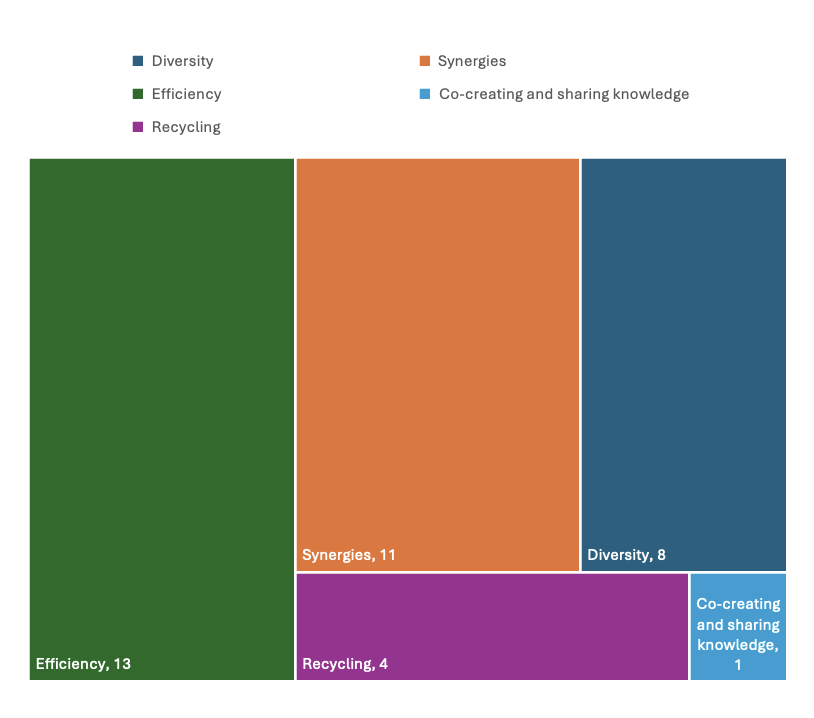 Diversity
Synergies
Efficiency
Co-creating and sharing knowledge
Recycling
Synergies, 11
Diversity, 8
Efficiency, 13
Recycling, 4
Co-creating
and sharing
knowledge,
1